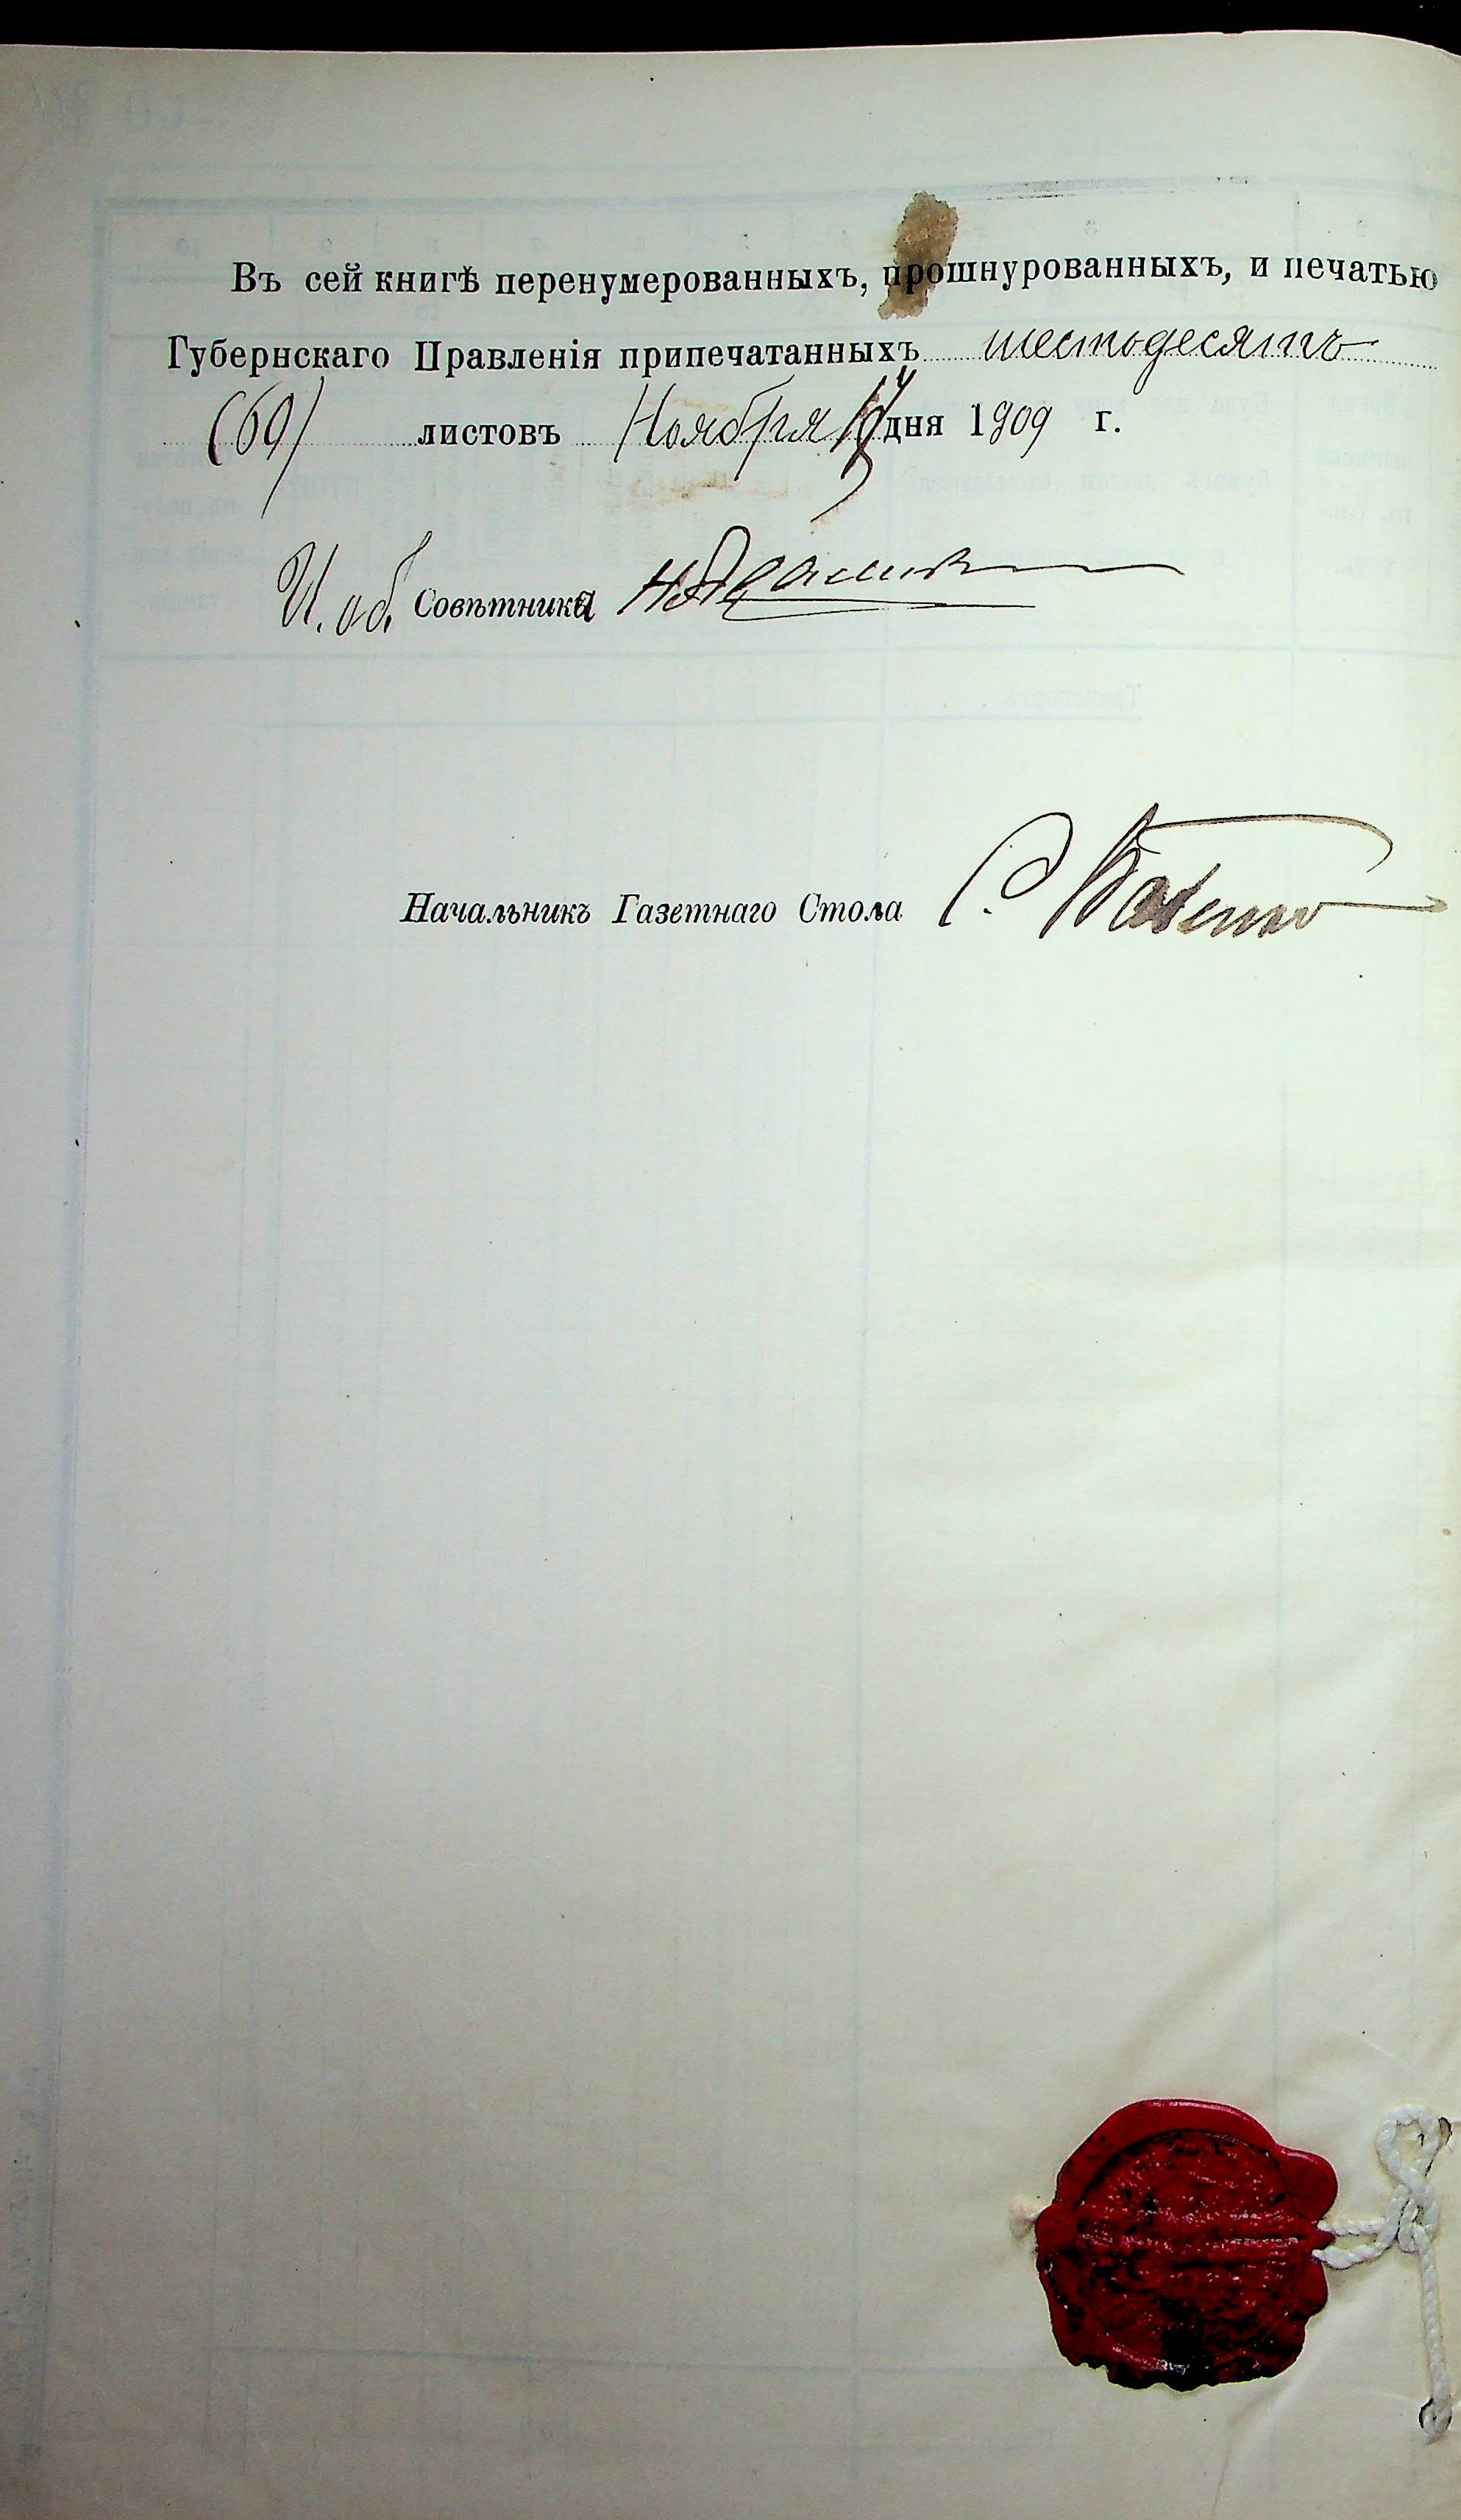 Въ сей книгѣ перенумерованныхъ, прошнурованныхъ, и печатью
Губернскаго Правленія припечатанныхъ шестьдесятъ
(60) листовъ Ноября дня 1909 г.
И. об. Совѣтника
Начальникъ Газетнаго Стола С.